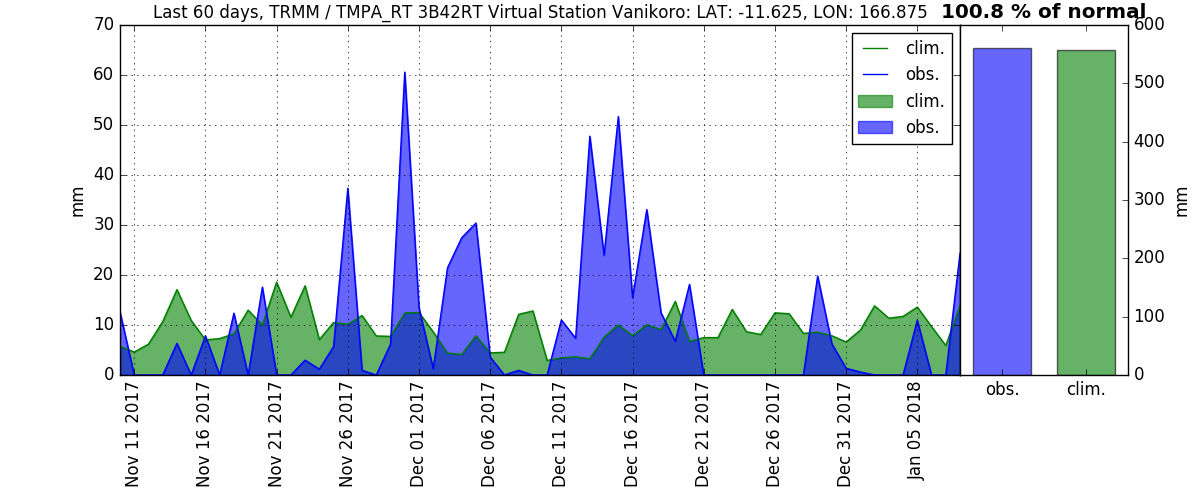 Last 60 days, TRMM / TMPA_RT 3B42RT Virtual Station Vanikoro: LAT: -11.625, LON: 166.875
100.8 % of normal
70
60
50
40
30
20
10
0
mm
clim.
obs.
clim.
obs.
Nov 11 2017
Nov 16 2017
Nov 21 2017
Nov 26 2017
Dec 01 2017
Dec 06 2017
Dec 11 2017
Dec 16 2017
Dec 21 2017
Dec 26 2017
Dec 31 2017
Jan 05 2018
600
500
400
300
200
100
0
mm
obs.
clim.